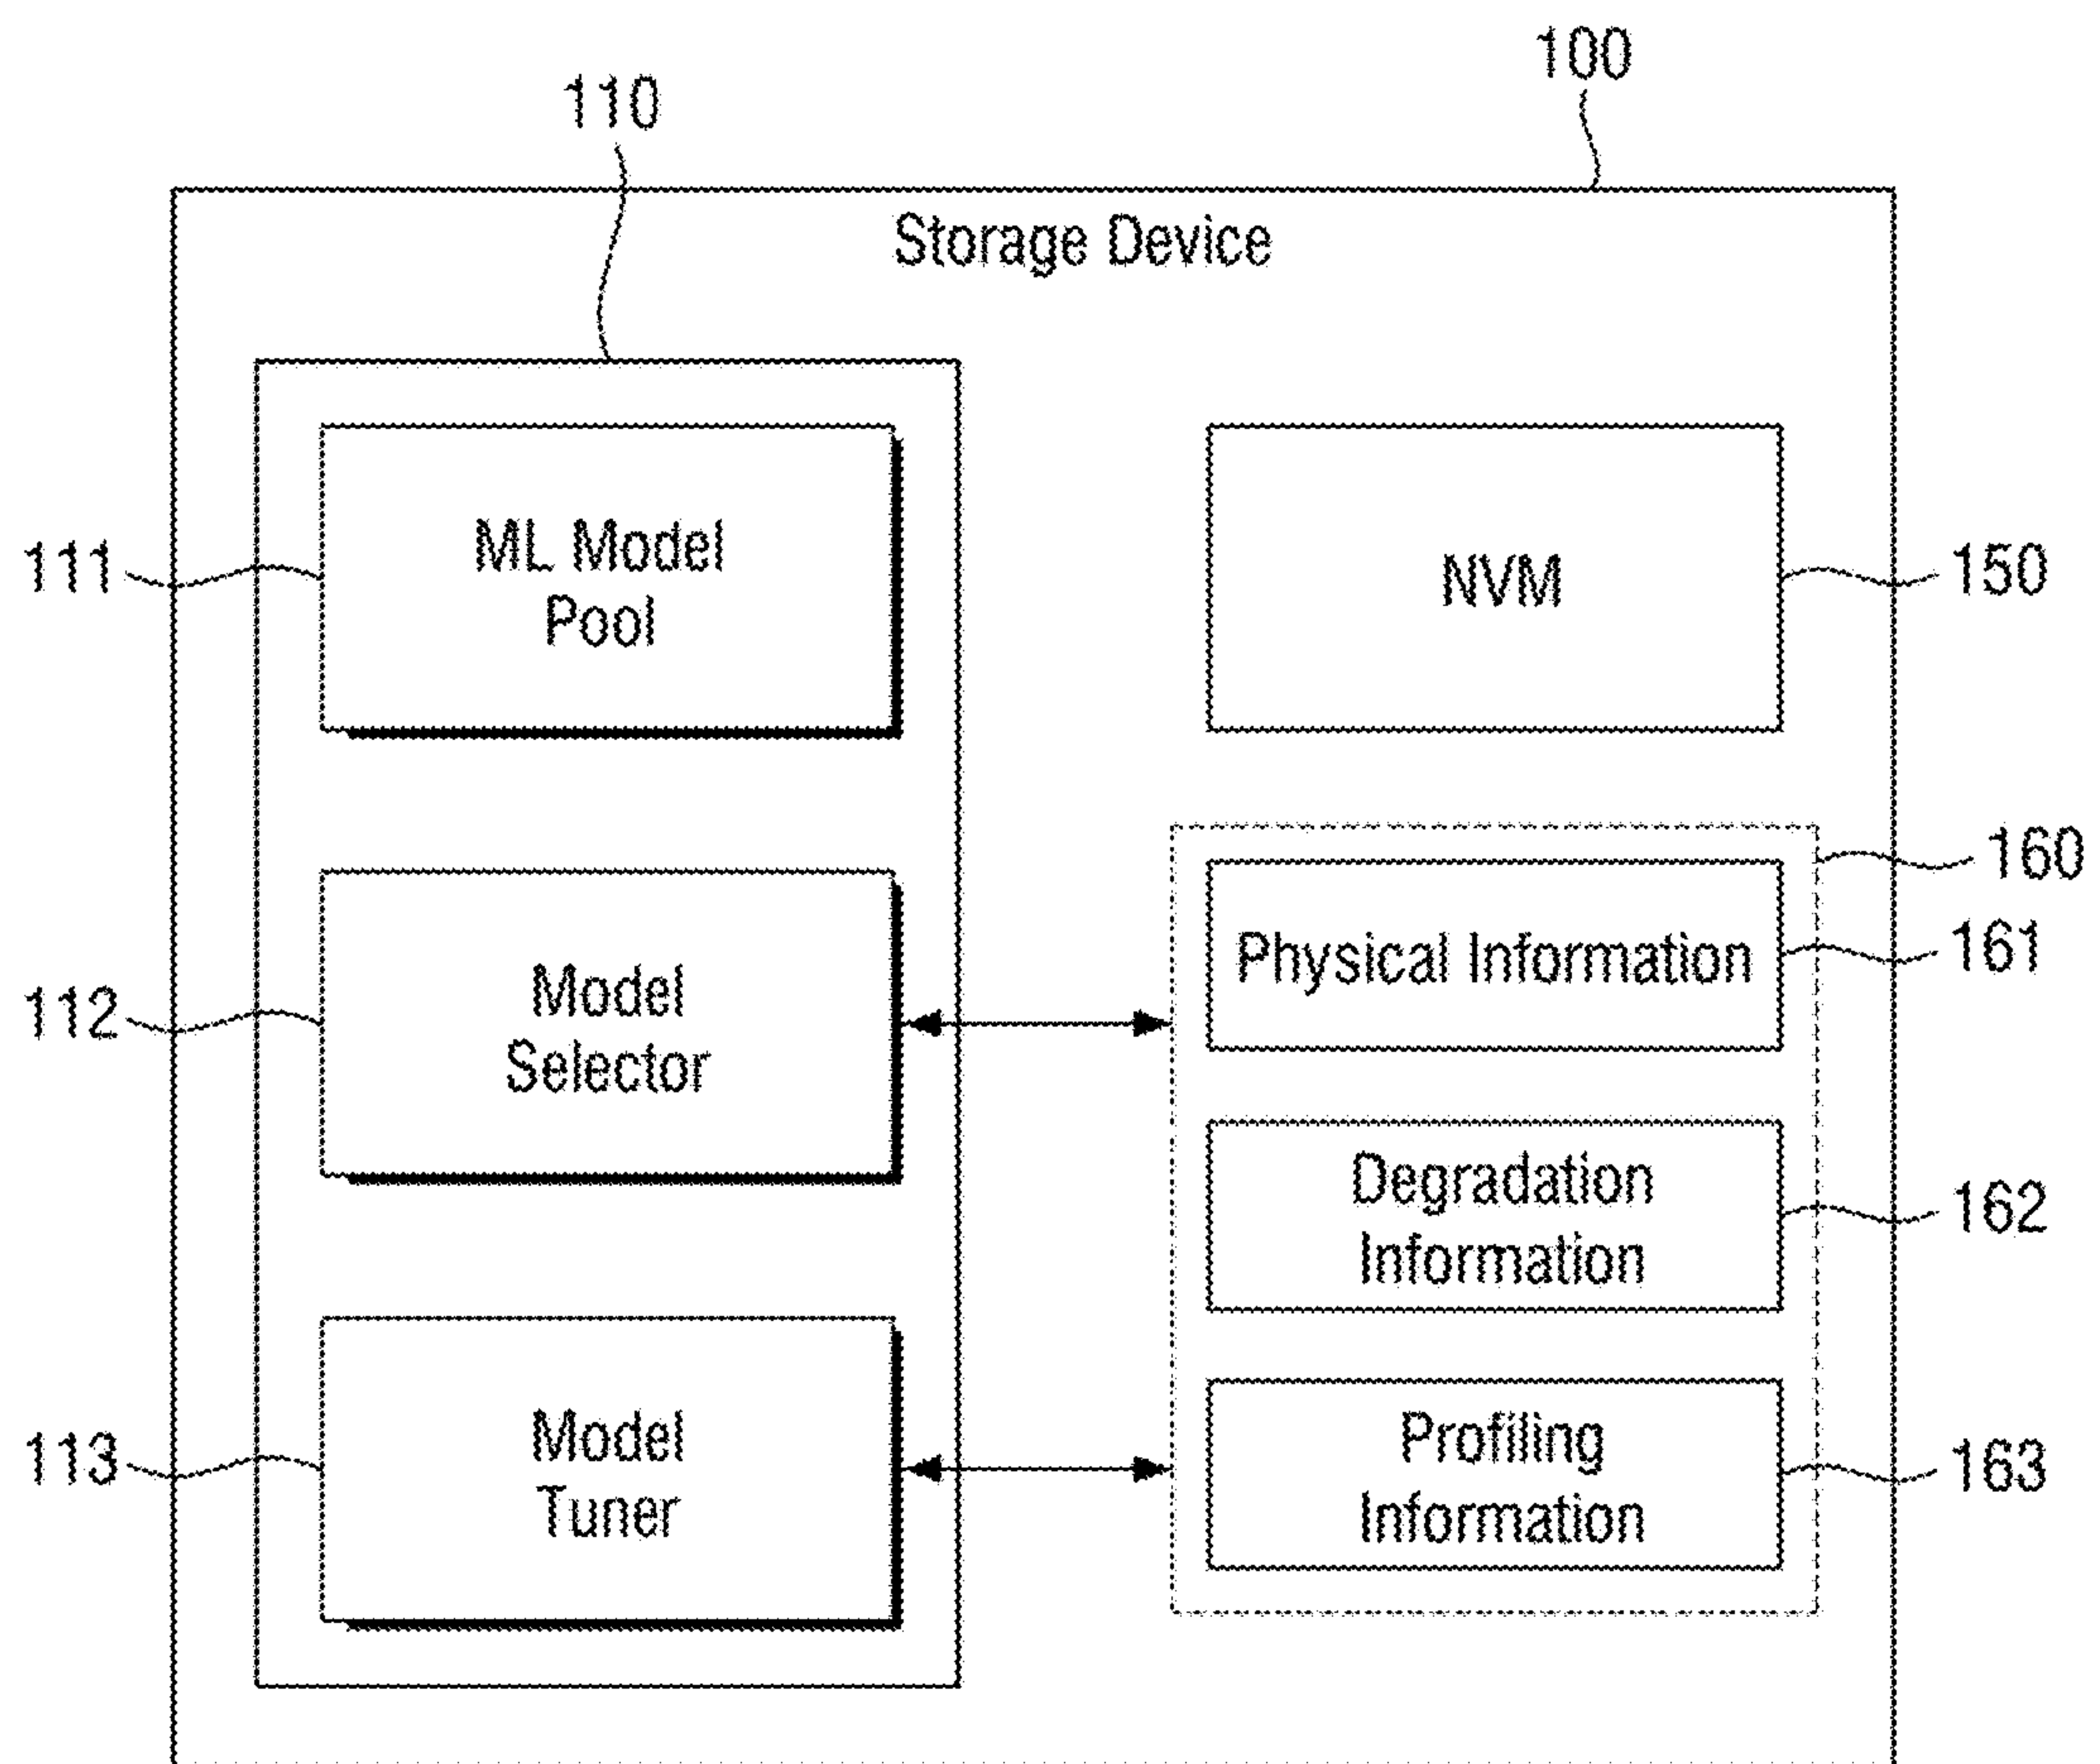 100
110
Storage Device
111
ML Model
Pool
NVM
150
160
Physical Information
161
112
Model
Selector
Degradation
Information
162
113
Model
Tuner
Profiling
Information
163